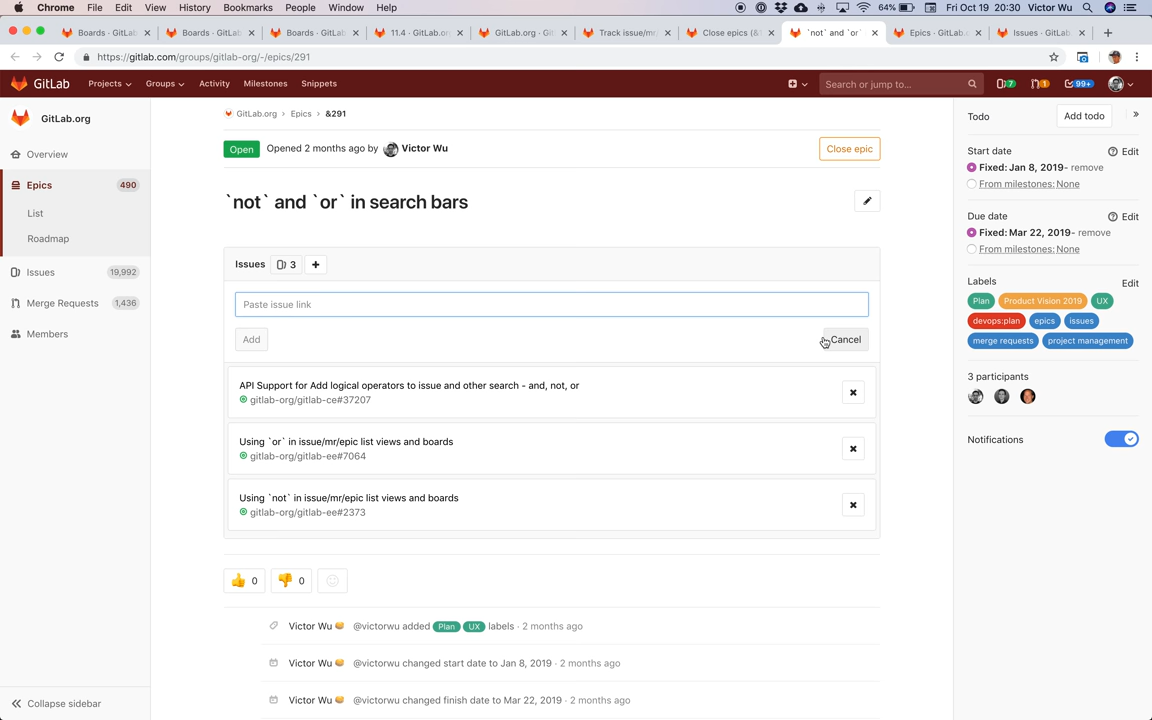 Chrome File Edit View History Bookmarks People Window Help 64% Fri Oct 19 20:30 Victor Wu
Boards · GitLab Boards · GitLab Boards · GitLab 11.4 · GitLab.or GitLab.org · Git Track issue/mr Close epics (& `not` and `or` Epics · GitLab.o Issues · GitLab
https://gitlab.com/groups/gitlab-org/-/epics/291
GitLab Projects Groups Activity Milestones Snippets Search or jump to... 7 1 99+
GitLab.org
Overview
Epics 490
List
Roadmap
Issues 19,992
Merge Requests 1,436
Members
Collapse sidebar
GitLab.org › Epics › &291
Open Opened 2 months ago by Victor Wu Close epic
`not` and `or` in search bars
Issues 3 +
Paste issue link
Add Cancel
API Support for Add logical operators to issue and other search - and, not, or
gitlab-org/gitlab-ce#37207
Using `or` in issue/mr/epic list views and boards
gitlab-org/gitlab-ee#7064
Using `not` in issue/mr/epic list views and boards
gitlab-org/gitlab-ee#2373
0 0
Victor Wu @victorwu added Plan UX labels · 2 months ago
Victor Wu @victorwu changed start date to Jan 8, 2019 · 2 months ago
Victor Wu @victorwu changed finish date to Mar 22, 2019 · 2 months ago
Todo Add todo »
Start date Edit
Fixed: Jan 8, 2019- remove
From milestones: None
Due date Edit
Fixed: Mar 22, 2019- remove
From milestones: None
Labels Edit
Plan Product Vision 2019 UX
devops:plan epics issues
merge requests project management
3 participants
Notifications